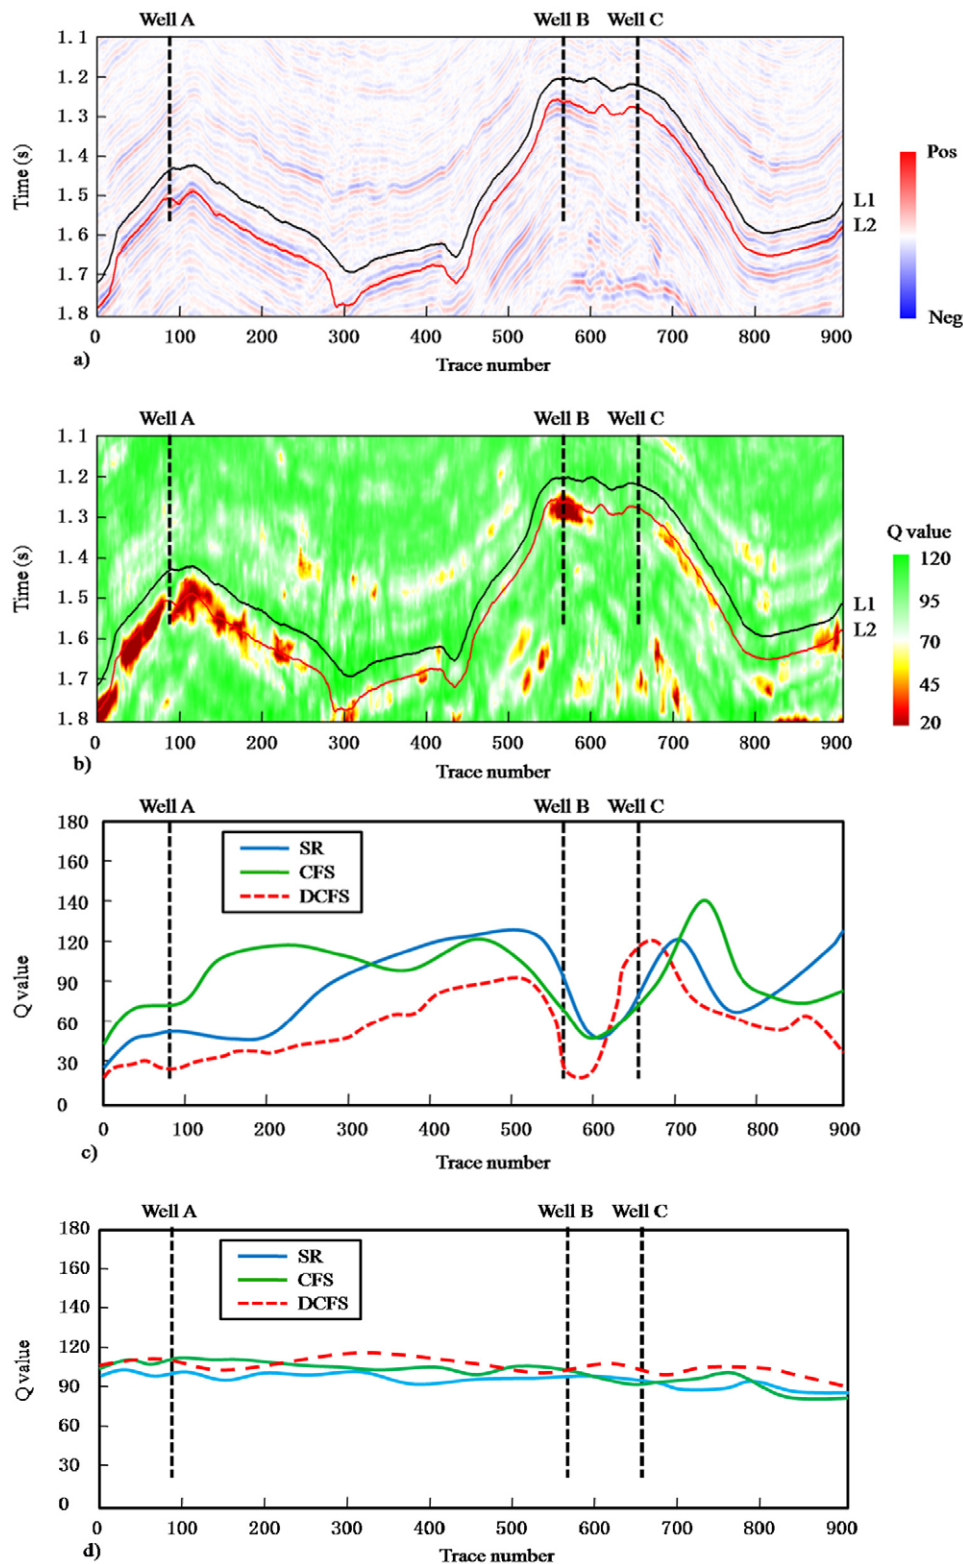 Well A Well B Well C
1.1
1.2
1.3
1.4
1.5
1.6
1.7
1.8
Time (s)
0 100 200 300 400 500 600 700 800 900
Trace number
a)
L1
L2
Pos
Neg
Well A Well B Well C
1.1
1.2
1.3
1.4
1.5
1.6
1.7
1.8
Time (s)
0 100 200 300 400 500 600 700 800 900
Trace number
b)
L1
L2
Q value
120
95
70
45
20
Well A Well B Well C
180
160
140
120
90
60
30
0
Q value
SR
CFS
DCFS
0 100 200 300 400 500 600 700 800 900
Trace number
c)
Well A Well B Well C
180
160
140
120
90
60
30
0
Q value
SR
CFS
DCFS
0 100 200 300 400 500 600 700 800 900
Trace number
d)